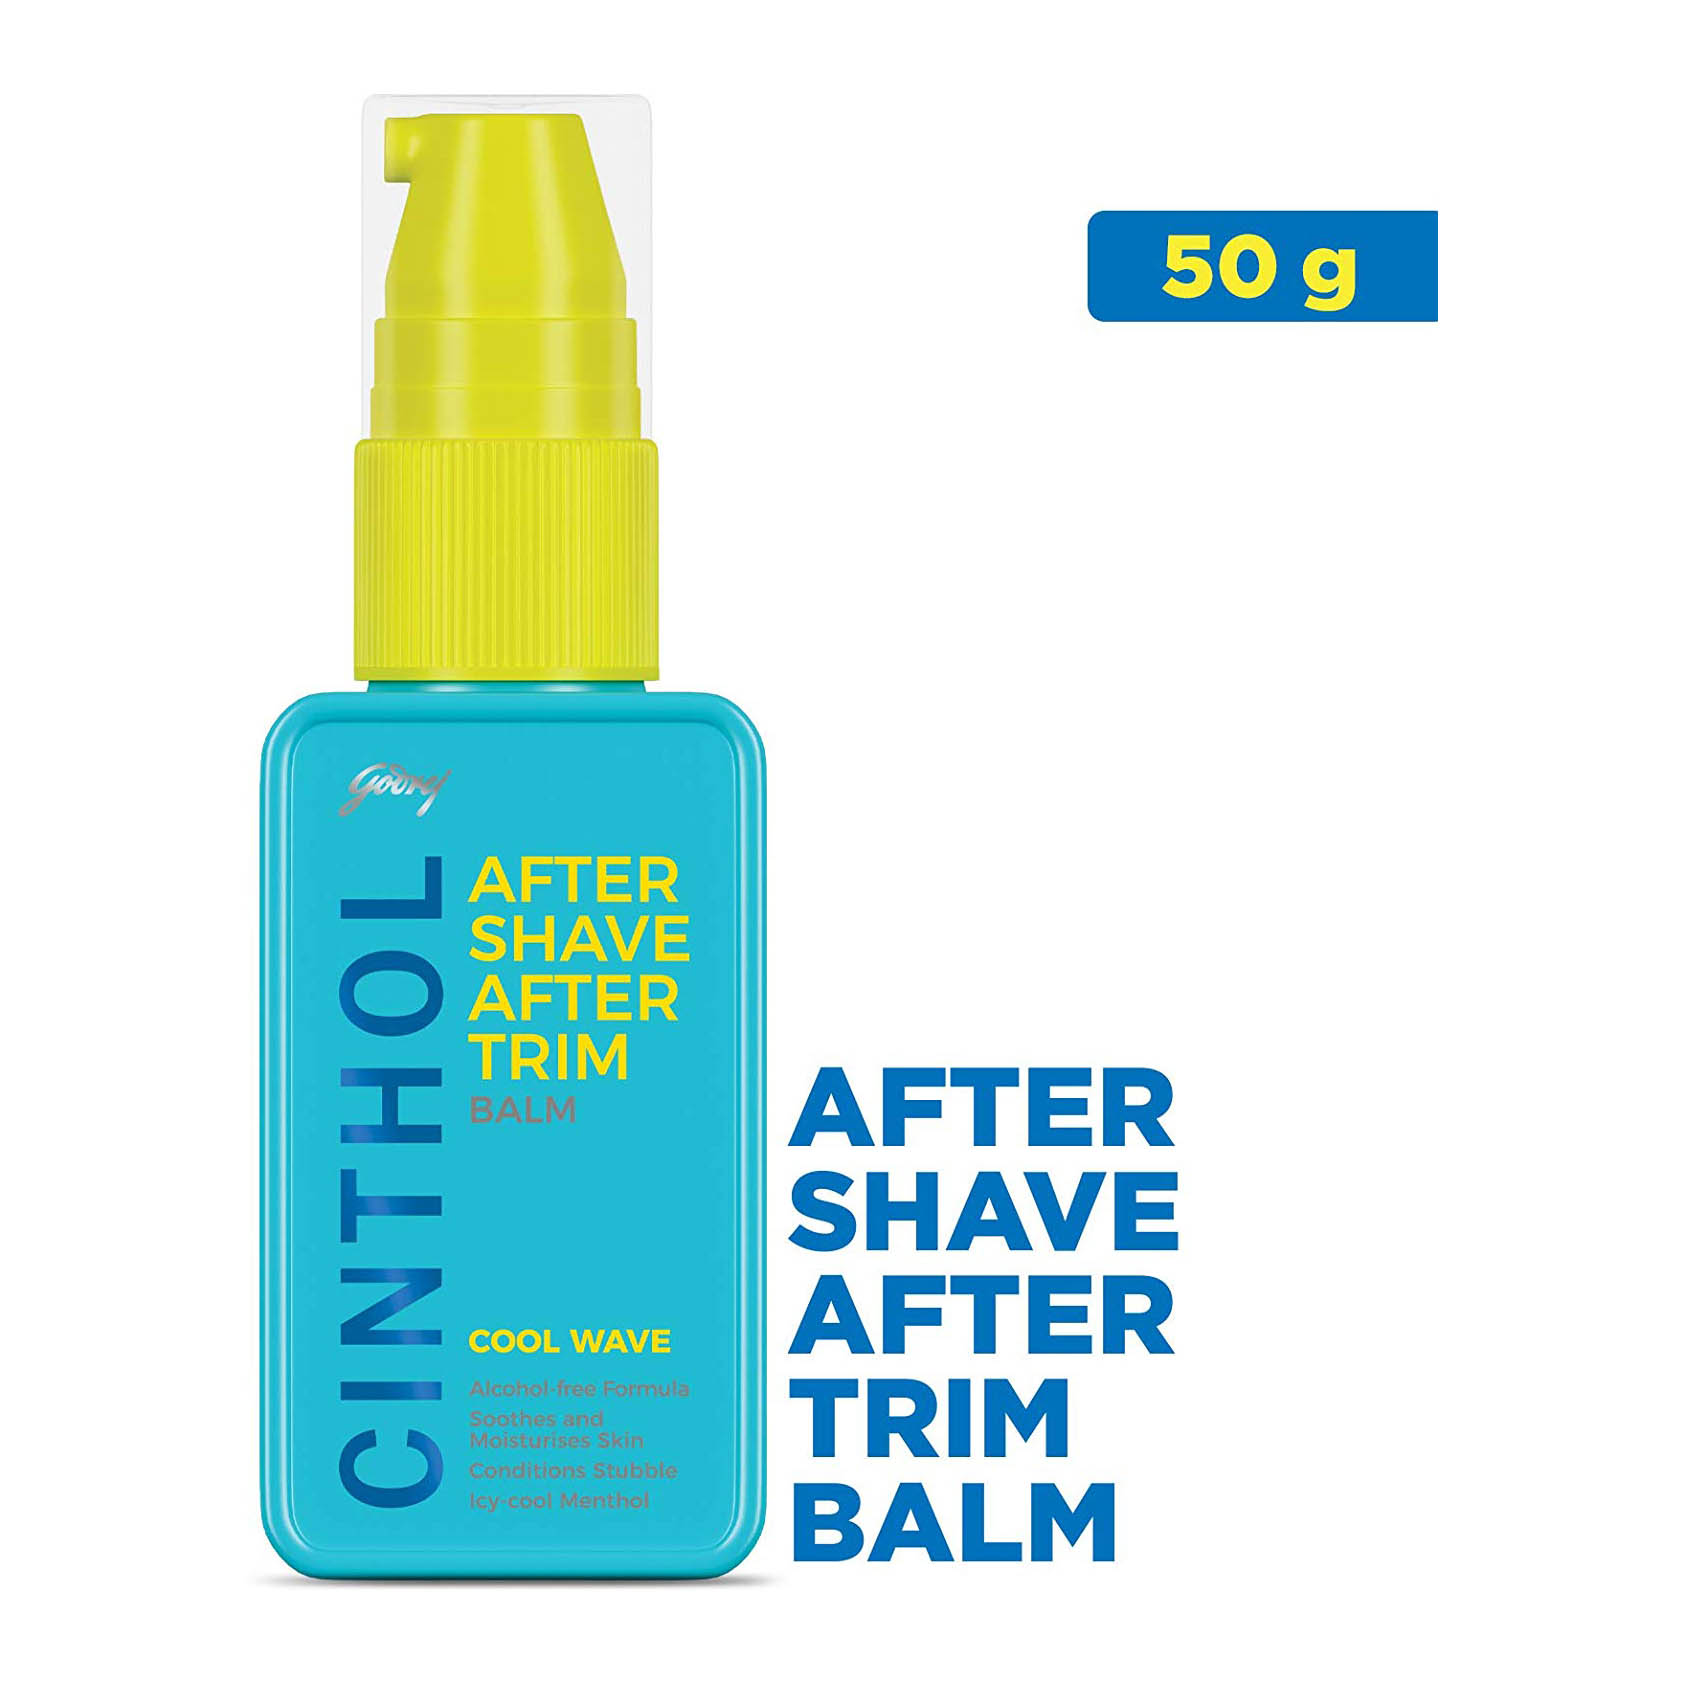 50 g
Godrej
CINTHOL
AFTER
SHAVE
AFTER
TRIM
BALM
COOL WAVE
Alcohol-free Formula
Soothes and
Moisturises Skin
Conditions Stubble
Icy-cool Menthol
AFTER
SHAVE
AFTER
TRIM
BALM